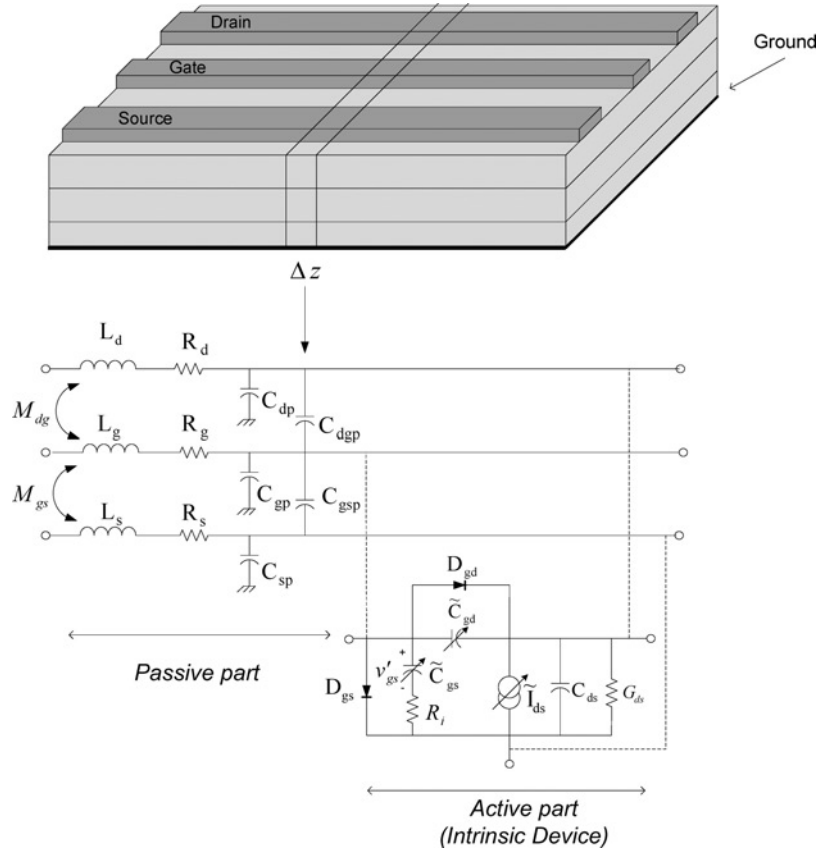 Drain
Gate
Source
Ground
Δz
L_d
R_d
M_dg
C_dp
C_dgp
L_g
R_g
M_gs
C_gp
C_gsp
L_s
R_s
C_sp
D_gd
C̃_gd
Passive part
+
v′_gs
-
C̃_gs
D_gs
R_i
Ĩ_ds
C_ds
G_ds
Active part
(Intrinsic Device)